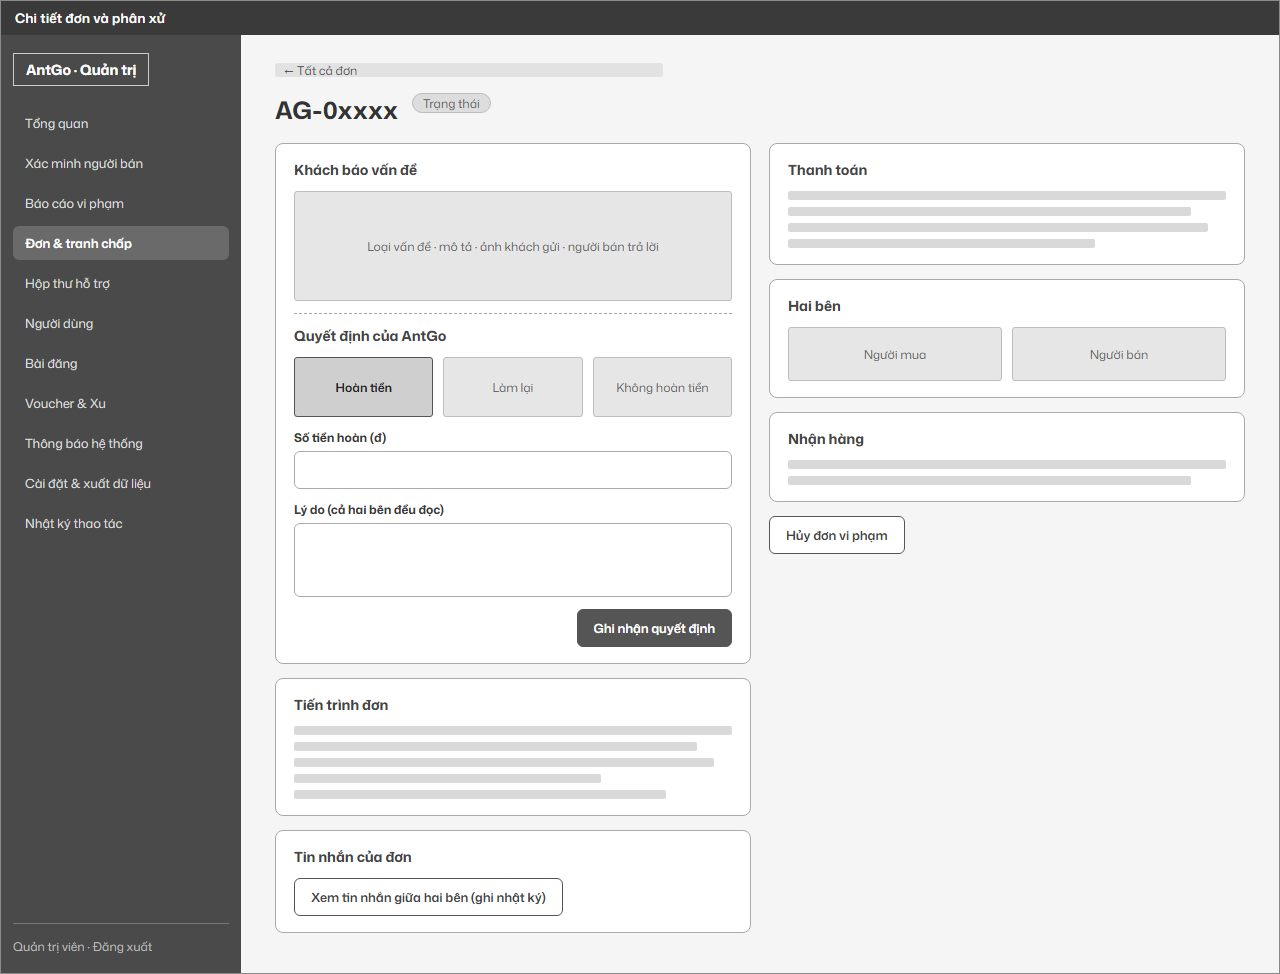 Chi tiết đơn và phân xử
AntGo · Quản trị
Tổng quan
Xác minh người bán
Báo cáo vi phạm
Đơn & tranh chấp
Hộp thư hỗ trợ
Người dùng
Bài đăng
Voucher & Xu
Thông báo hệ thống
Cài đặt & xuất dữ liệu
Nhật ký thao tác
Quản trị viên · Đăng xuất
← Tất cả đơn
AG-0xxxx
Trạng thái
Khách báo vấn đề
Loại vấn đề · mô tả · ảnh khách gửi · người bán trả lời
Quyết định của AntGo
Hoàn tiền
Làm lại
Không hoàn tiền
Số tiền hoàn (đ)
Lý do (cả hai bên đều đọc)
Ghi nhận quyết định
Tiến trình đơn
Tin nhắn của đơn
Xem tin nhắn giữa hai bên (ghi nhật ký)
Thanh toán
Hai bên
Người mua
Người bán
Nhận hàng
Hủy đơn vi phạm